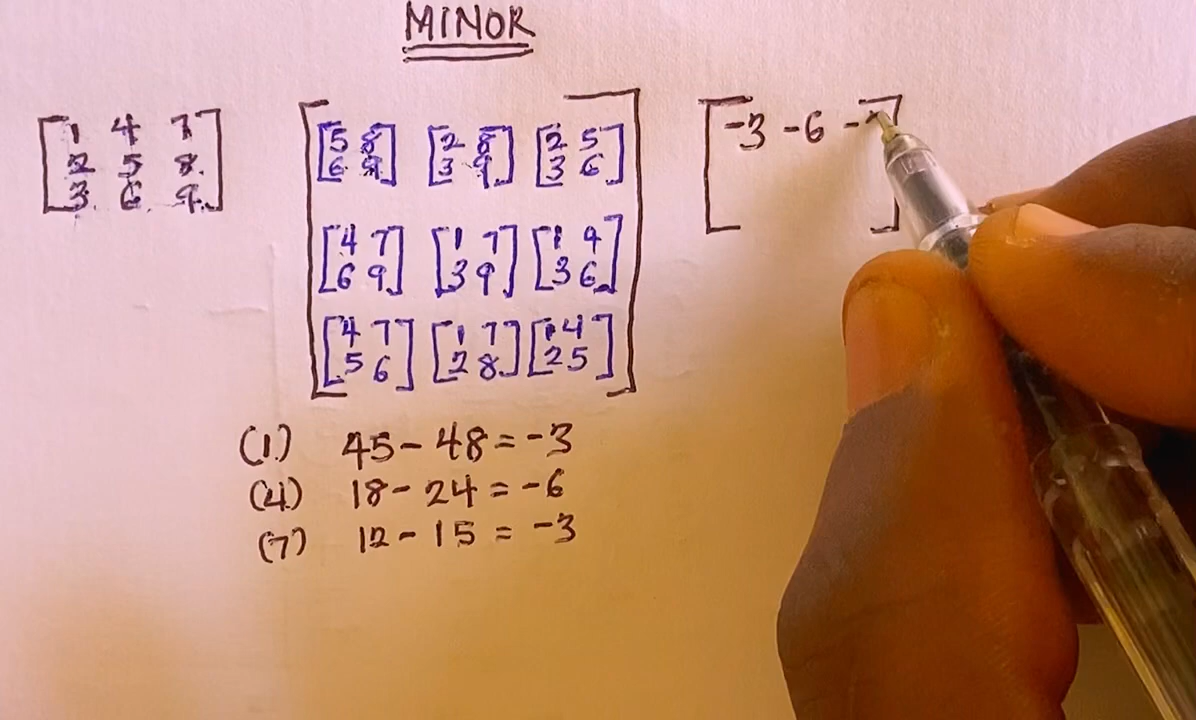 MINOR
1 4 7 5 8 2 8 2 5 -3 -6 -
2 5 8 6 9 3 9 3 6
3 6 9
4 7 1 7 1 4
6 9 3 9 3 6
4 7 1 7 1 4
5 6 2 8 2 5
(1) 45 - 48 = -3
(4) 18 - 24 = -6
(7) 12 - 15 = -3